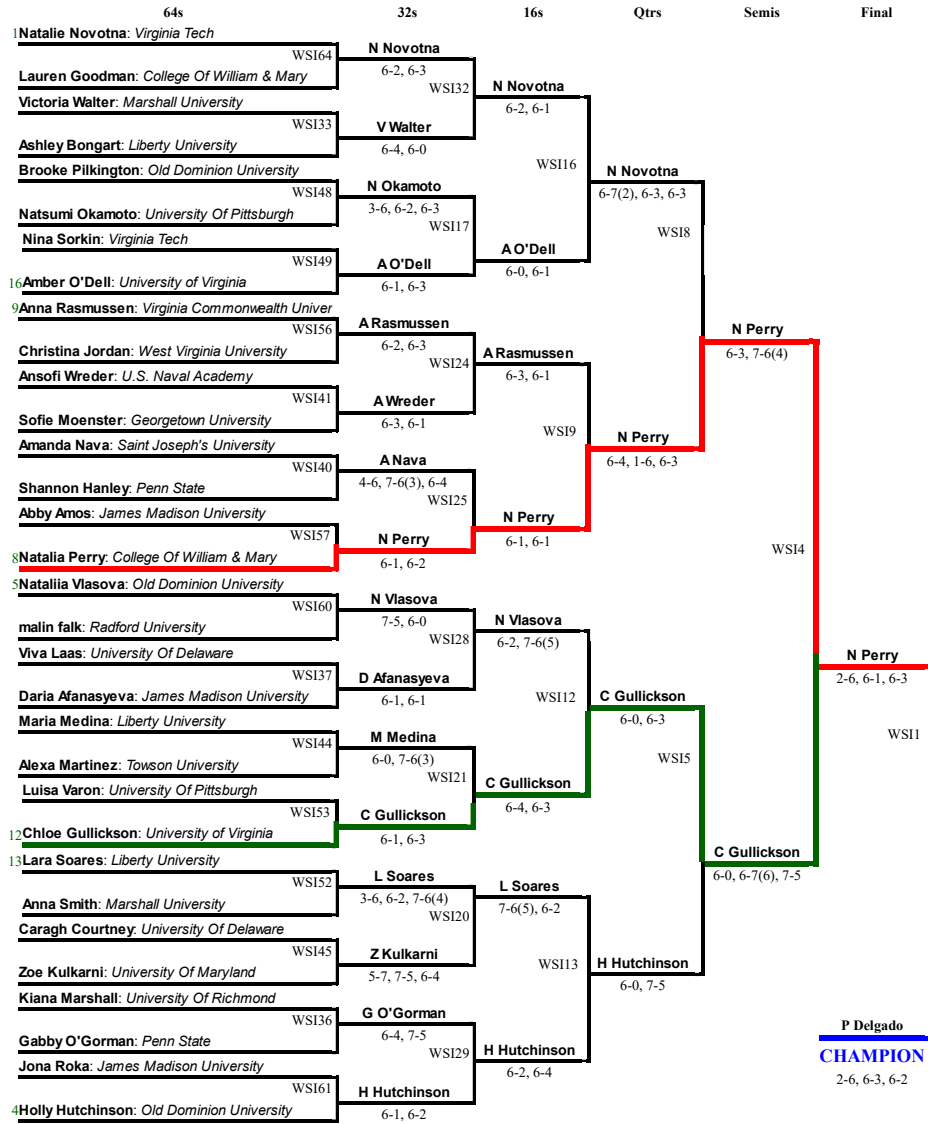 64s 32s 16s Qtrs Semis Final
1 Natalie Novotna: Virginia Tech
WSI64
N Novotna
6-2, 6-3
Lauren Goodman: College Of William & Mary
WSI32
N Novotna
6-2, 6-1
Victoria Walter: Marshall University
WSI33
V Walter
6-4, 6-0
Ashley Bongart: Liberty University
WSI16
N Novotna
6-7(2), 6-3, 6-3
Brooke Pilkington: Old Dominion University
WSI48
N Okamoto
3-6, 6-2, 6-3
Natsumi Okamoto: University Of Pittsburgh
WSI17
A O'Dell
6-0, 6-1
Nina Sorkin: Virginia Tech
WSI49
A O'Dell
6-1, 6-3
16 Amber O'Dell: University of Virginia
WSI8
N Perry
6-3, 7-6(4)
9 Anna Rasmussen: Virginia Commonwealth Univer
WSI56
A Rasmussen
6-2, 6-3
Christina Jordan: West Virginia University
WSI24
A Rasmussen
6-3, 6-1
Ansofi Wreder: U.S. Naval Academy
WSI41
A Wreder
6-3, 6-1
Sofie Moenster: Georgetown University
WSI9
N Perry
6-4, 1-6, 6-3
Amanda Nava: Saint Joseph's University
WSI40
A Nava
4-6, 7-6(3), 6-4
Shannon Hanley: Penn State
WSI25
N Perry
6-1, 6-1
Abby Amos: James Madison University
WSI57
N Perry
6-1, 6-2
8 Natalia Perry: College Of William & Mary
WSI4
N Perry
2-6, 6-1, 6-3
WSI1
5 Nataliia Vlasova: Old Dominion University
WSI60
N Vlasova
7-5, 6-0
malin falk: Radford University
WSI28
N Vlasova
6-2, 7-6(5)
Viva Laas: University Of Delaware
WSI37
D Afanasyeva
6-1, 6-1
Daria Afanasyeva: James Madison University
WSI12
C Gullickson
6-0, 6-3
Maria Medina: Liberty University
WSI44
M Medina
6-0, 7-6(3)
Alexa Martinez: Towson University
WSI21
C Gullickson
6-4, 6-3
Luisa Varon: University Of Pittsburgh
WSI53
C Gullickson
6-1, 6-3
12 Chloe Gullickson: University of Virginia
WSI5
C Gullickson
6-0, 6-7(6), 7-5
13 Lara Soares: Liberty University
WSI52
L Soares
3-6, 6-2, 7-6(4)
Anna Smith: Marshall University
WSI20
L Soares
7-6(5), 6-2
Caragh Courtney: University Of Delaware
WSI45
Z Kulkarni
5-7, 7-5, 6-4
Zoe Kulkarni: University Of Maryland
WSI13
H Hutchinson
6-0, 7-5
Kiana Marshall: University Of Richmond
WSI36
G O'Gorman
6-4, 7-5
Gabby O'Gorman: Penn State
WSI29
H Hutchinson
6-2, 6-4
Jona Roka: James Madison University
WSI61
H Hutchinson
6-1, 6-2
4 Holly Hutchinson: Old Dominion University
P Delgado
CHAMPION
2-6, 6-3, 6-2